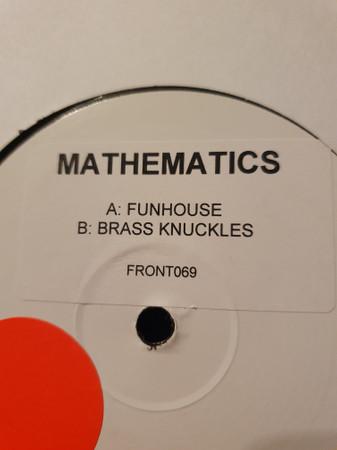 MATHEMATICS
A: FUNHOUSE
B: BRASS KNUCKLES
FRONT069